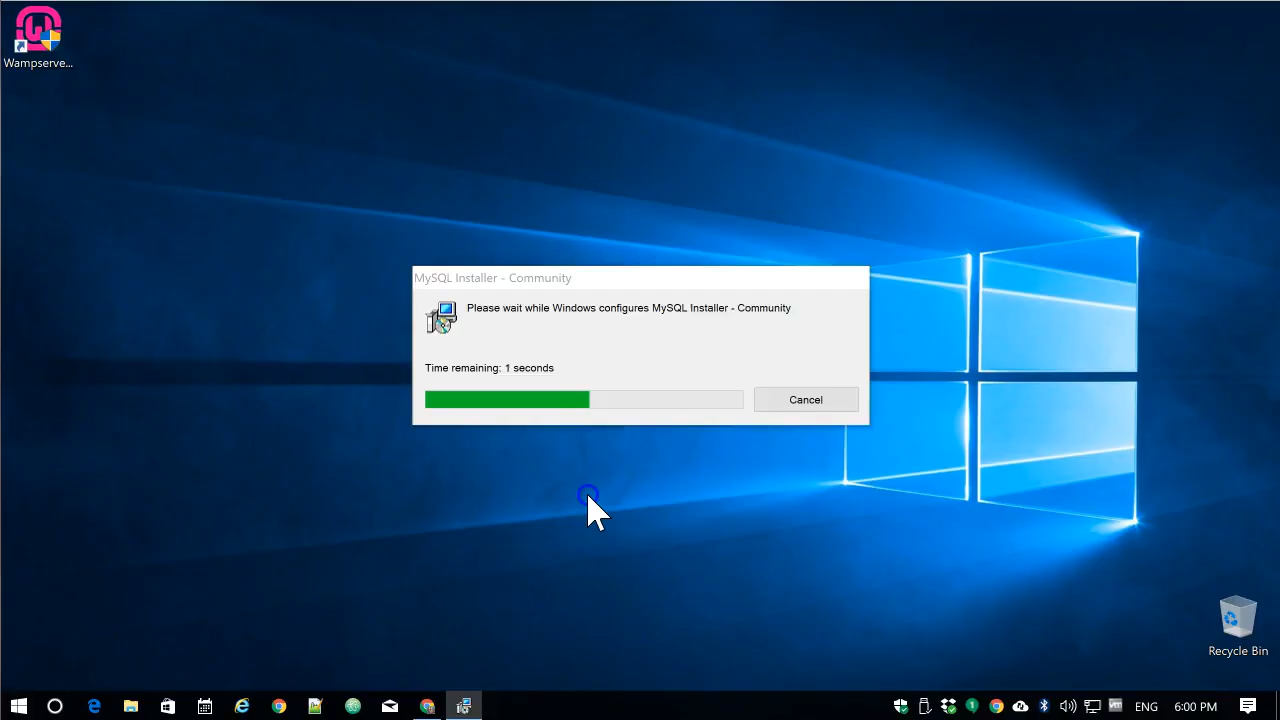 Wampserve...
MySQL Installer - Community
Please wait while Windows configures MySQL Installer - Community
Time remaining: 1 seconds
Cancel
Recycle Bin
ENG
6:00 PM